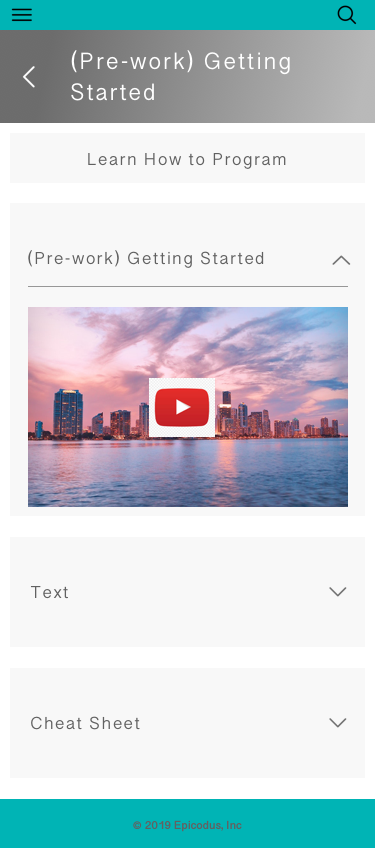 (Pre-work) Getting
Started
Learn How to Program
(Pre-work) Getting Started
Text
Cheat Sheet
© 2019 Epicodus, Inc